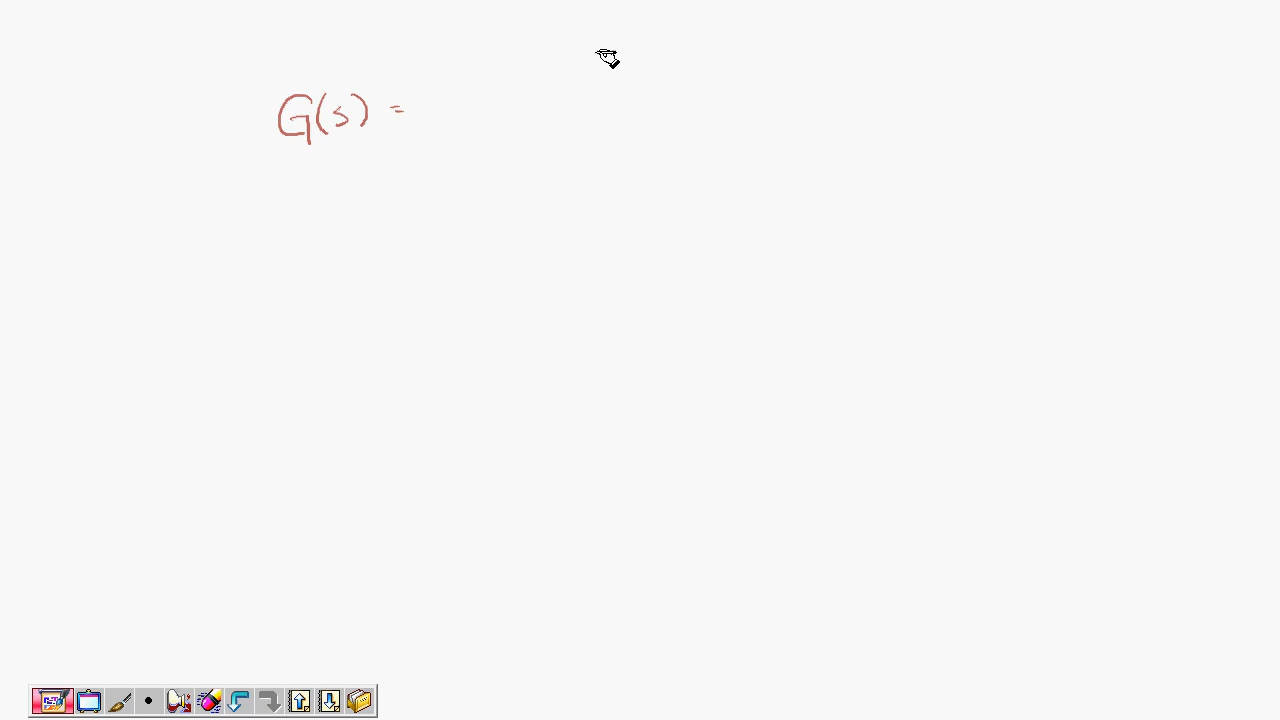 G(s) =